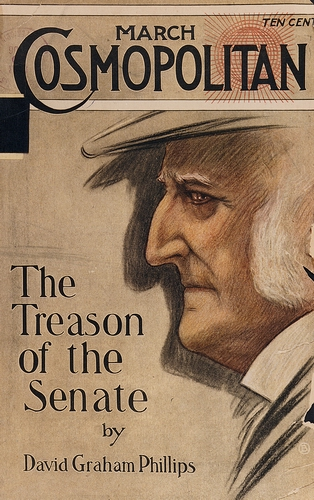 MARCH
TEN CENT
COSMOPOLITAN
The
Treason
of the
Senate
by
David Graham Phillips